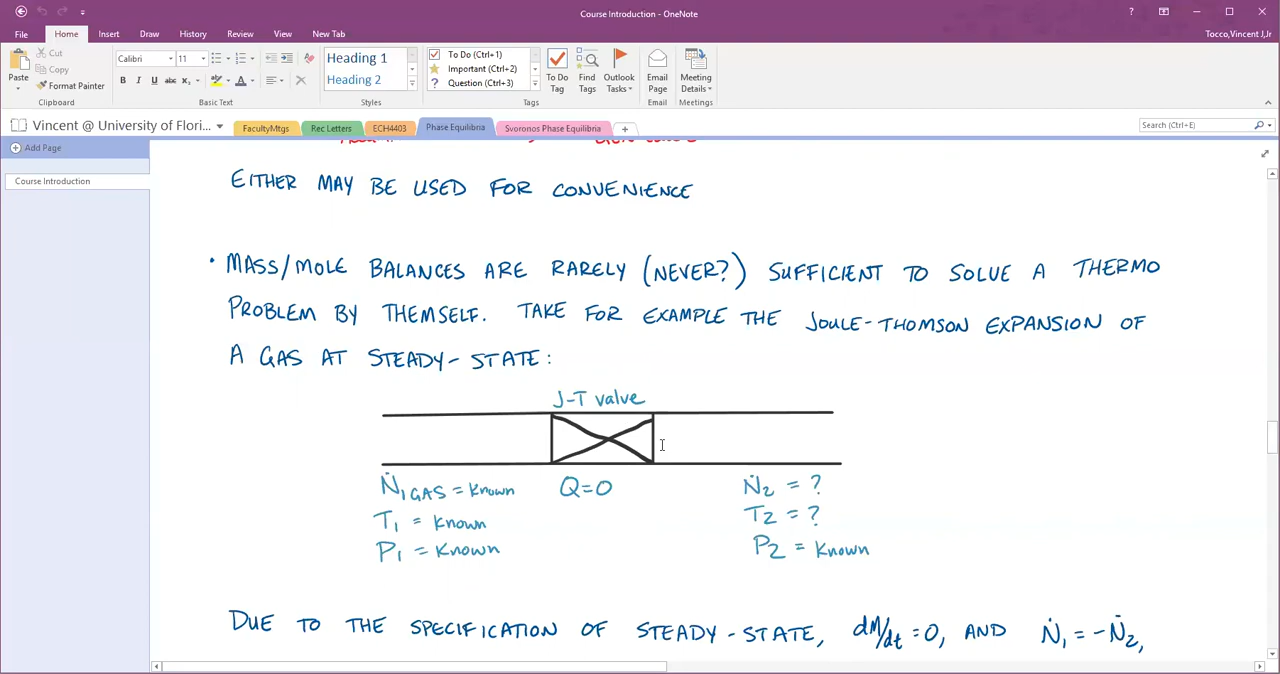 Course Introduction - OneNote
?
File Home Insert Draw History Review View New Tab
Tocco,Vincent J,Jr
Paste
Cut
Copy
Format Painter
Clipboard
Calibri 11
B I U abc x₂ A
Basic Text
Heading 1
Heading 2
Styles
To Do (Ctrl+1)
Important (Ctrl+2)
? Question (Ctrl+3)
To Do Tag
Find Tags
Outlook Tasks
Tags
Email Page
Email
Meeting Details
Meetings
Vincent @ University of Flori...
FacultyMtgs Rec Letters ECH4403 Phase Equilibria Svoronos Phase Equilibria +
Search (Ctrl+E)
Add Page
Course Introduction
EITHER MAY BE USED FOR CONVENIENCE
• MASS/MOLE BALANCES ARE RARELY (NEVER?) SUFFICIENT TO SOLVE A THERMO
PROBLEM BY THEMSELF. TAKE FOR EXAMPLE THE JOULE-THOMSON EXPANSION OF
A GAS AT STEADY-STATE:
J-T valve
Ṅ₁ GAS = known Q=0 Ṅ₂ = ?
T₁ = known T₂ = ?
P₁ = known P₂ = known
DUE TO THE SPECIFICATION OF STEADY-STATE, dM/dt = 0, AND Ṅ₁ = -Ṅ₂,